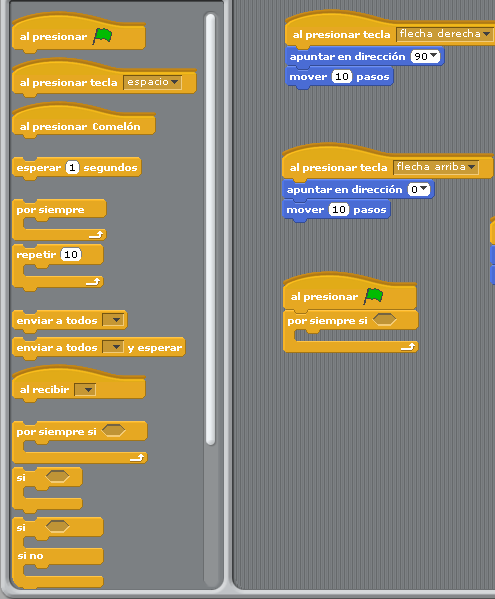 al presionar
al presionar tecla espacio
al presionar Comelón
esperar 1 segundos
por siempre
repetir 10
enviar a todos
enviar a todos y esperar
al recibir
por siempre si
si
si
si no
al presionar tecla flecha derecha
apuntar en dirección 90
mover 10 pasos
al presionar tecla flecha arriba
apuntar en dirección 0
mover 10 pasos
al presionar
por siempre si